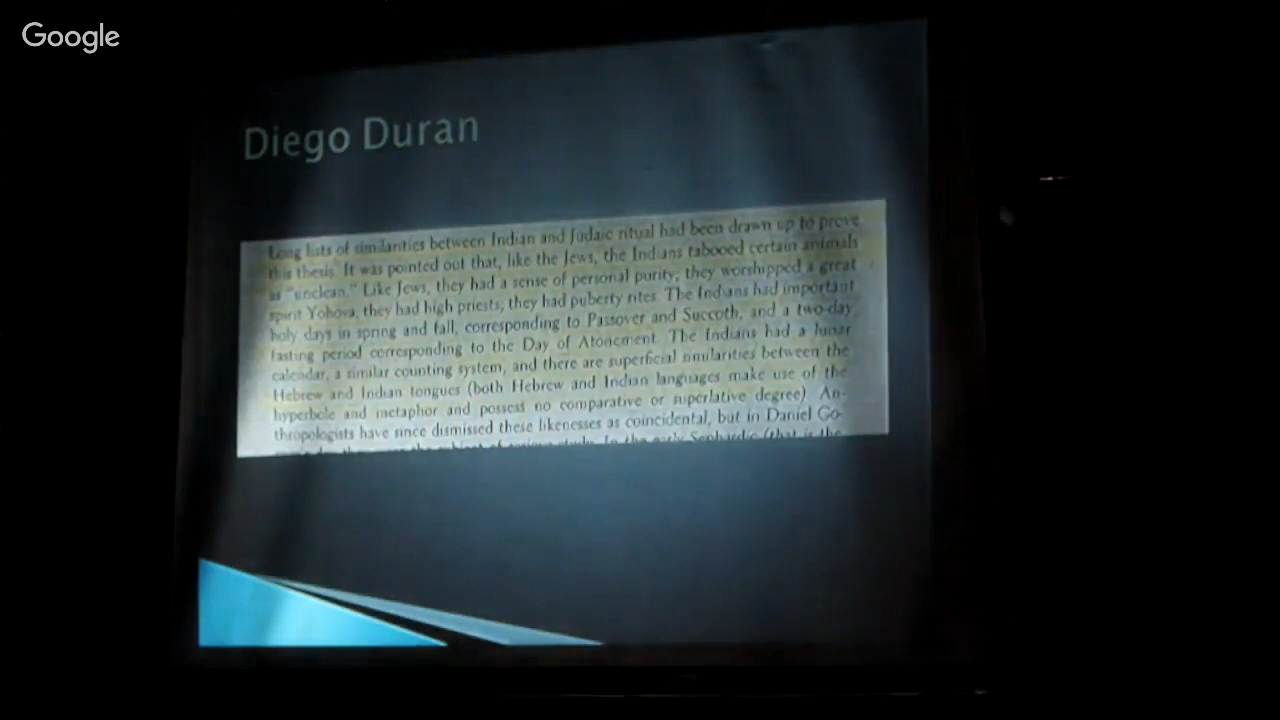 Google
Diego Duran
Long lists of similarities between Indian and Judaic ritual had been drawn up to prove
this thesis. It was pointed out that, like the Jews, the Indians tabooed certain animals
as "unclean." Like Jews, they had a sense of personal purity; they worshipped a great
spirit Yohova; they had high priests; they had puberty rites. The Indians had important
holy days in spring and fall, corresponding to Passover and Succoth, and a two-day
fasting period corresponding to the Day of Atonement. The Indians had a lunar
calendar, a similar counting system, and there are superficial similarities between the
Hebrew and Indian tongues (both Hebrew and Indian languages make use of the
hyperbole and metaphor and possess no comparative or superlative degree). An-
thropologists have since dismissed these likenesses as coincidental, but in Daniel Go-
In the early Sephardic (that is the